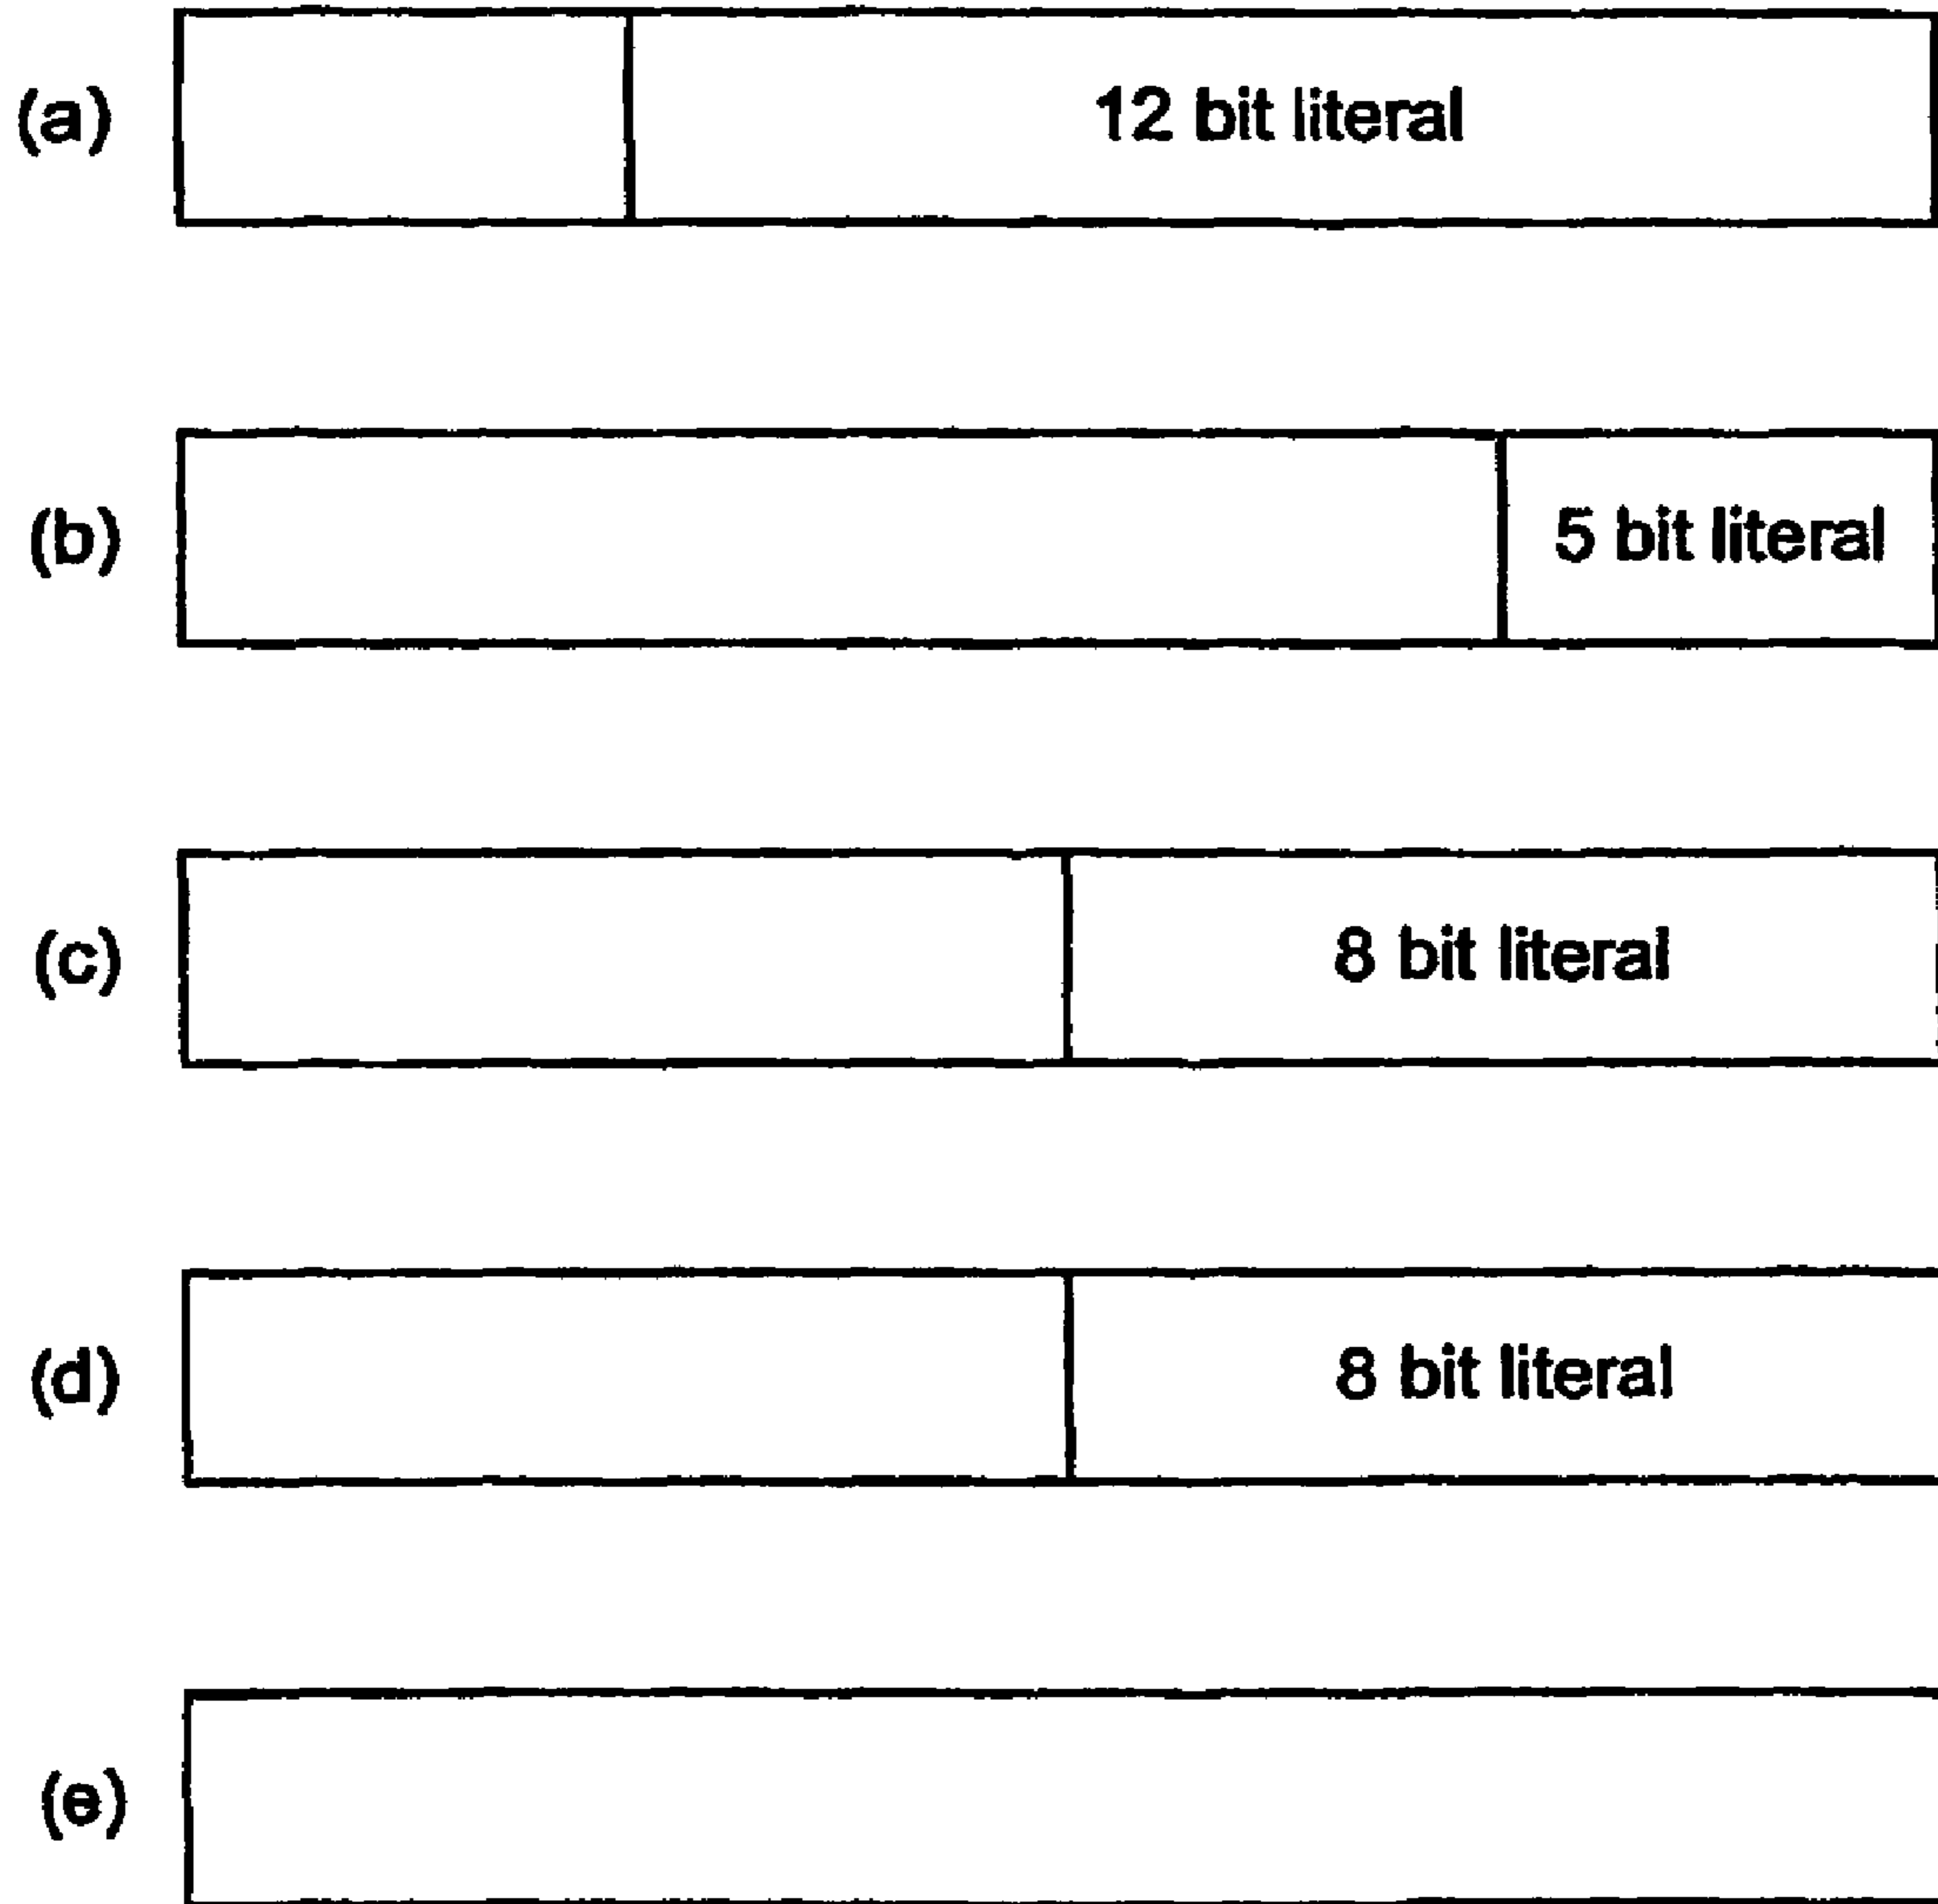 (a) 12 bit literal
(b) 5 bit literal
(c) 8 bit literal
(d) 8 bit literal
(e)